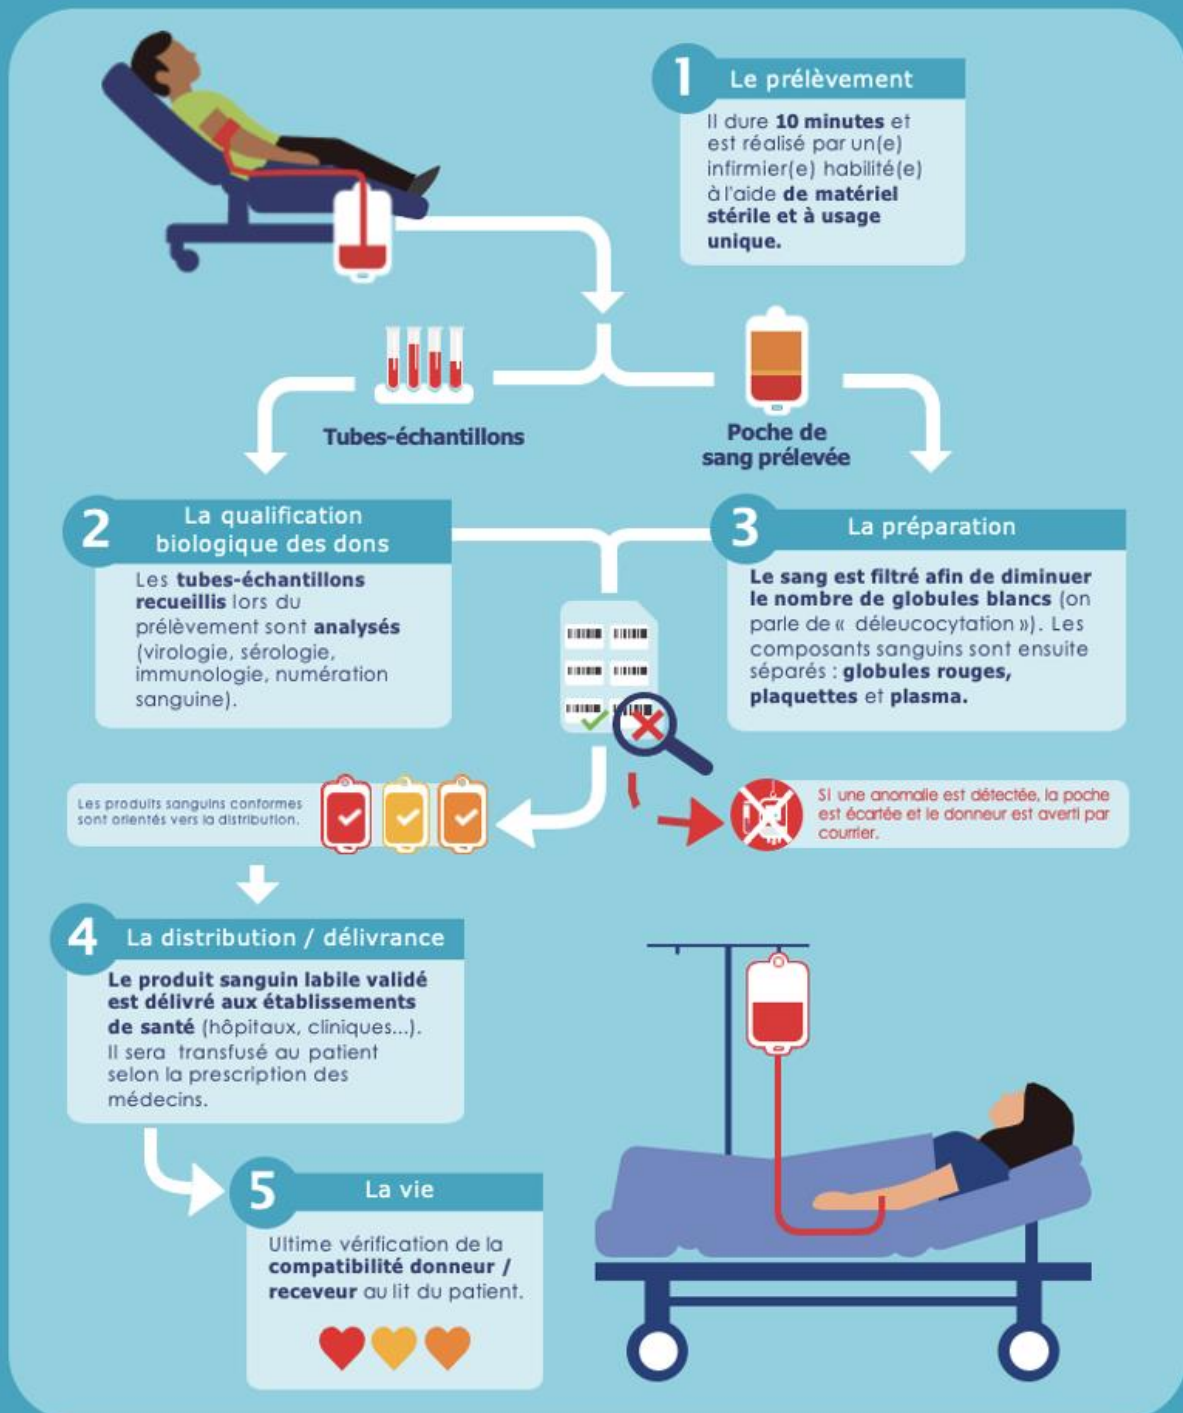 1
Le prélèvement
Il dure 10 minutes et
est réalisé par un(e)
infirmier(e) habilité(e)
à l'aide de matériel
stérile et à usage
unique.
Tubes-échantillons
Poche de
sang prélevée
2
La qualification
biologique des dons
Les tubes-échantillons
recueillis lors du
prélèvement sont analysés
(virologie, sérologie,
immunologie, numération
sanguine).
3
La préparation
Le sang est filtré afin de diminuer
le nombre de globules blancs (on
parle de « déleucocytation »). Les
composants sanguins sont ensuite
séparés : globules rouges,
plaquettes et plasma.
Les produits sanguins conformes
sont orientés vers la distribution.
Si une anomalie est détectée, la poche
est écartée et le donneur est averti par
courrier.
4
La distribution / délivrance
Le produit sanguin labile validé
est délivré aux établissements
de santé (hôpitaux, cliniques...).
Il sera transfusé au patient
selon la prescription des
médecins.
5
La vie
Ultime vérification de la
compatibilité donneur /
receveur au lit du patient.